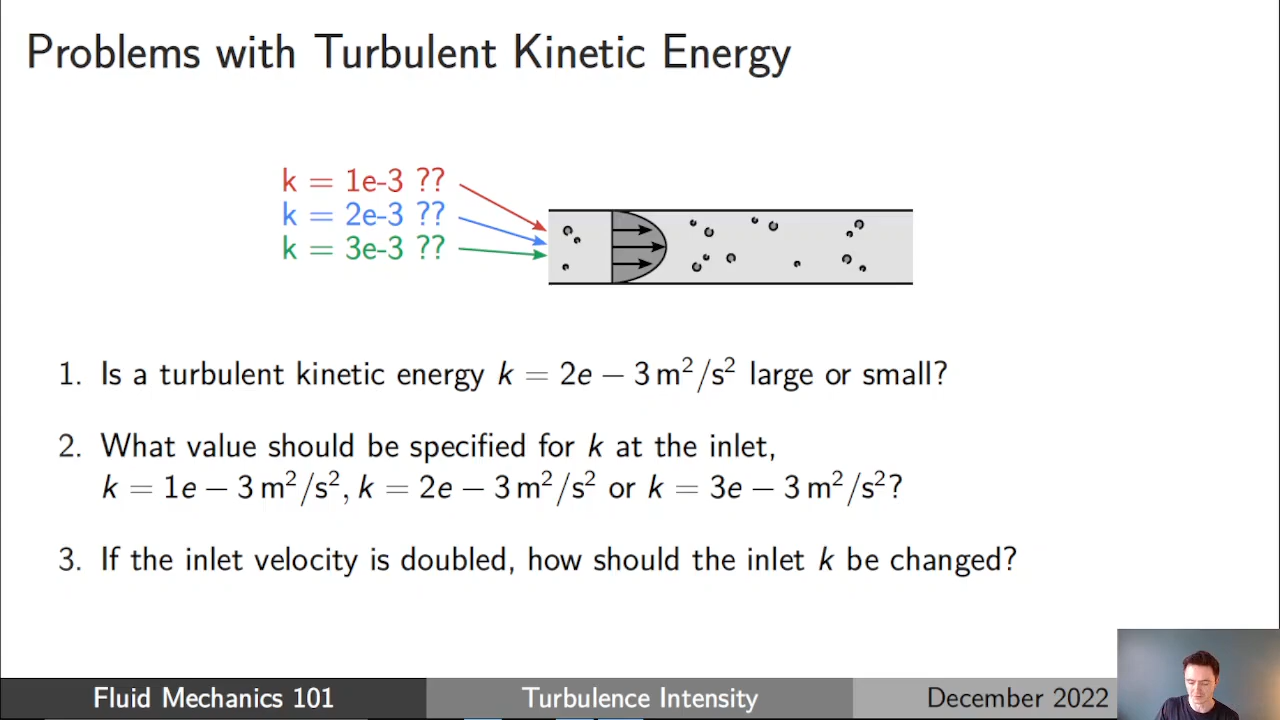 Problems with Turbulent Kinetic Energy
k = 1e-3 ??
k = 2e-3 ??
k = 3e-3 ??
1. Is a turbulent kinetic energy k = 2e − 3 m²/s² large or small?
2. What value should be specified for k at the inlet,
k = 1e − 3 m²/s², k = 2e − 3 m²/s² or k = 3e − 3 m²/s²?
3. If the inlet velocity is doubled, how should the inlet k be changed?
Fluid Mechanics 101
Turbulence Intensity
December 2022